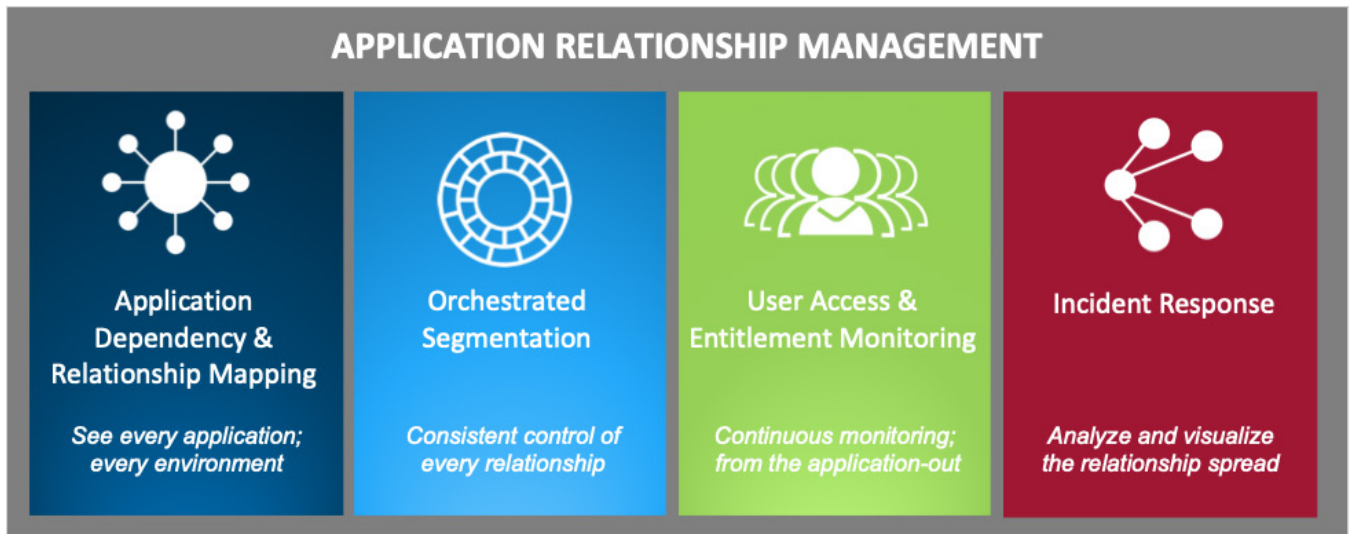 APPLICATION RELATIONSHIP MANAGEMENT
Application
Dependency &
Relationship Mapping
See every application;
every environment
Orchestrated
Segmentation
Consistent control of
every relationship
User Access &
Entitlement Monitoring
Continuous monitoring;
from the application-out
Incident Response
Analyze and visualize
the relationship spread